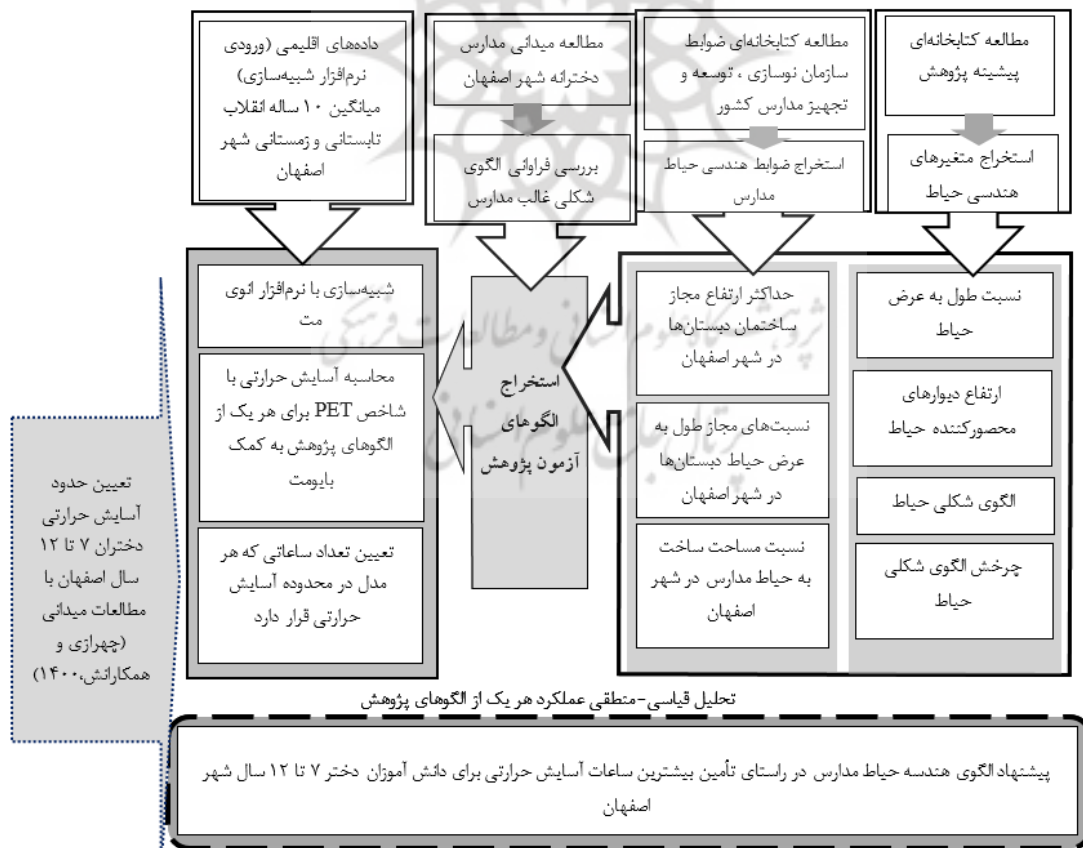 مطالعه کتابخانه‌ای
پیشینه پژوهش
استخراج متغیرهای
هندسی حیاط
مطالعه کتابخانه‌ای ضوابط
سازمان نوسازی ، توسعه و
تجهیز مدارس کشور
استخراج ضوابط هندسی حیاط
مدارس
مطالعه میدانی مدارس
دخترانه شهر اصفهان
بررسی فراوانی الگوی
شکلی غالب مدارس
داده‌های اقلیمی (ورودی
نرم‌افزار شبیه‌سازی)
میانگین ۱۰ ساله انقلاب
تابستانی و زمستانی شهر
اصفهان
نسبت طول به عرض
حیاط
ارتفاع دیوارهای
محصورکننده حیاط
الگوی شکلی حیاط
چرخش الگوی شکلی
حیاط
حداکثر ارتفاع مجاز
ساختمان دبستان‌ها
در شهر اصفهان
نسبت‌های مجاز طول به
عرض حیاط دبستان‌ها
در شهر اصفهان
نسبت مساحت ساخت
به حیاط مدارس در شهر
اصفهان
استخراج
الگوهای
آزمون پژوهش
شبیه‌سازی با نرم‌افزار انوی
مت
محاسبه آسایش حرارتی با
شاخص PET برای هر یک از
الگوهای پژوهش به کمک
بایومت
تعیین تعداد ساعاتی که هر
مدل در محدوده آسایش
حرارتی قرار دارد
تعیین حدود
آسایش حرارتی
دختران ۷ تا ۱۲
سال اصفهان با
مطالعات میدانی
(چهرازی و
همکارانش،۱۴۰۰)
تحلیل قیاسی-منطقی عملکرد هر یک از الگوهای پژوهش
پیشنهاد الگوی هندسه حیاط مدارس در راستای تأمین بیشترین ساعات آسایش حرارتی برای دانش آموزان دختر ۷ تا ۱۲ سال شهر
اصفهان
پژوهشگاه علوم انسانی و مطالعات فرهنگی
پرتال جامع علوم انسانی